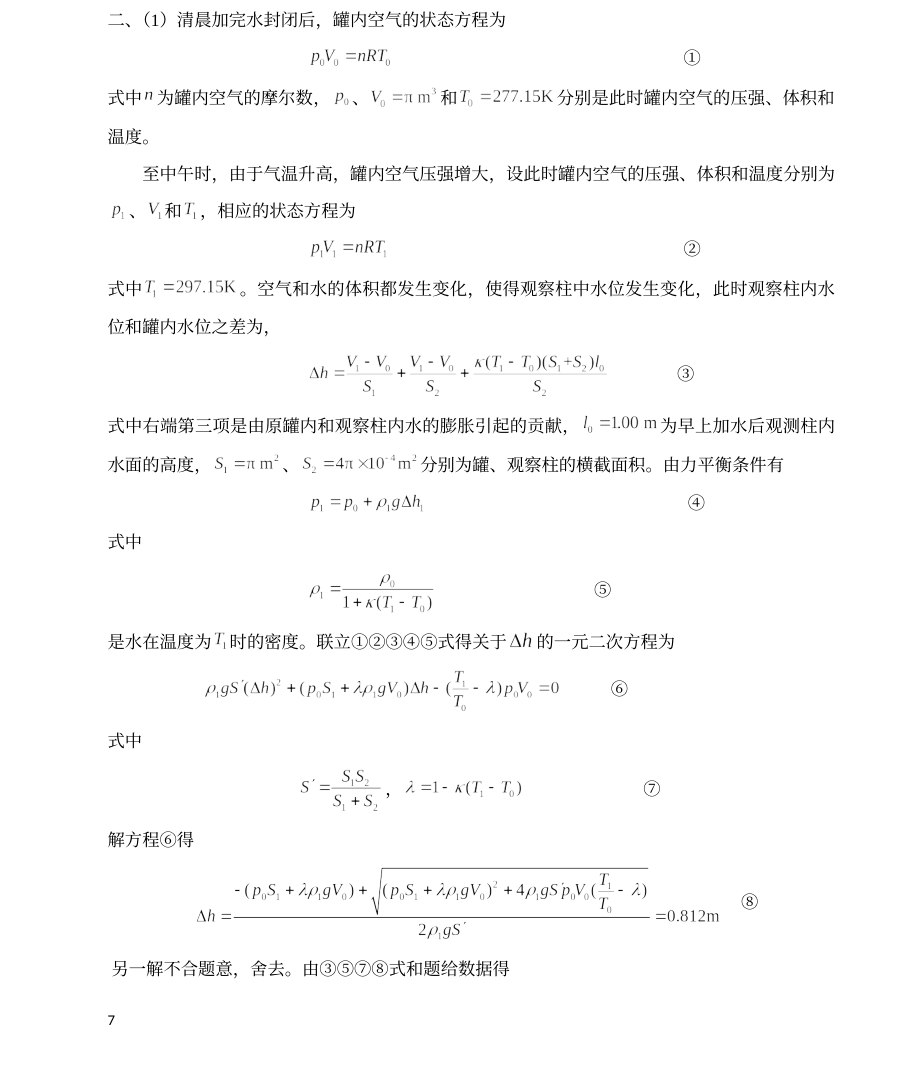 二、（1）清晨加完水封闭后，罐内空气的状态方程为
p₀V₀=nRT₀ ①
式中n为罐内空气的摩尔数，p₀、V₀=π m³和T₀=277.15K分别是此时罐内空气的压强、体积和
温度。
至中午时，由于气温升高，罐内空气压强增大，设此时罐内空气的压强、体积和温度分别为
p₁、V₁和T₁，相应的状态方程为
p₁V₁=nRT₁ ②
式中T₁=297.15K。空气和水的体积都发生变化，使得观察柱中水位发生变化，此时观察柱内水
位和罐内水位之差为，
Δh=(V₁-V₀)/S₁+(V₁-V₀)/S₂+κ(T₁-T₀)(S₁+S₂)l₀/S₂ ③
式中右端第三项是由原罐内和观察柱内水的膨胀引起的贡献，l₀=1.00 m为早上加水后观测柱内
水面的高度，S₁=π m²、S₂=4π×10⁻⁴m²分别为罐、观察柱的横截面积。由力平衡条件有
p₁=p₀+ρ₁gΔh₁ ④
式中
ρ₁=ρ₀/(1+κ(T₁-T₀)) ⑤
是水在温度为T₁时的密度。联立①②③④⑤式得关于Δh的一元二次方程为
ρ₁gS′(Δh)²+(p₀S₁+λρ₁gV₀)Δh-(T₁/T₀-λ)p₀V₀=0 ⑥
式中
S′=S₁S₂/(S₁+S₂)，λ=1-κ(T₁-T₀) ⑦
解方程⑥得
Δh=(-(p₀S₁+λρ₁gV₀)+√((p₀S₁+λρ₁gV₀)²+4ρ₁gS′p₀V₀(T₁/T₀-λ)))/(2ρ₁gS′)=0.812m ⑧
另一解不合题意，舍去。由③⑤⑦⑧式和题给数据得
7